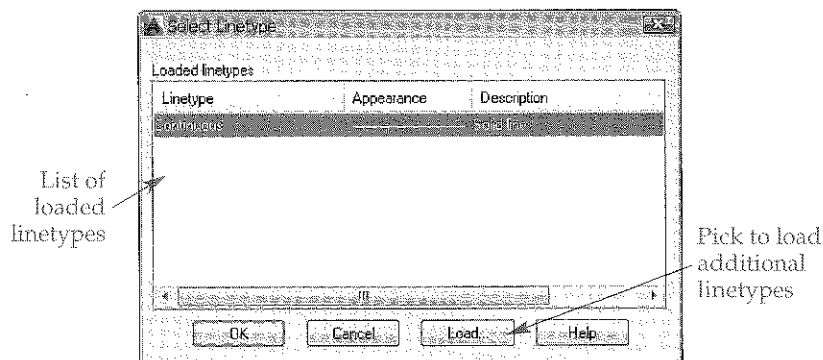 Select Linetype
Loaded linetypes
Linetype Appearance Description
Continuous Solid line
List of
loaded
linetypes
Pick to load
additional
linetypes
OK Cancel Load... Help